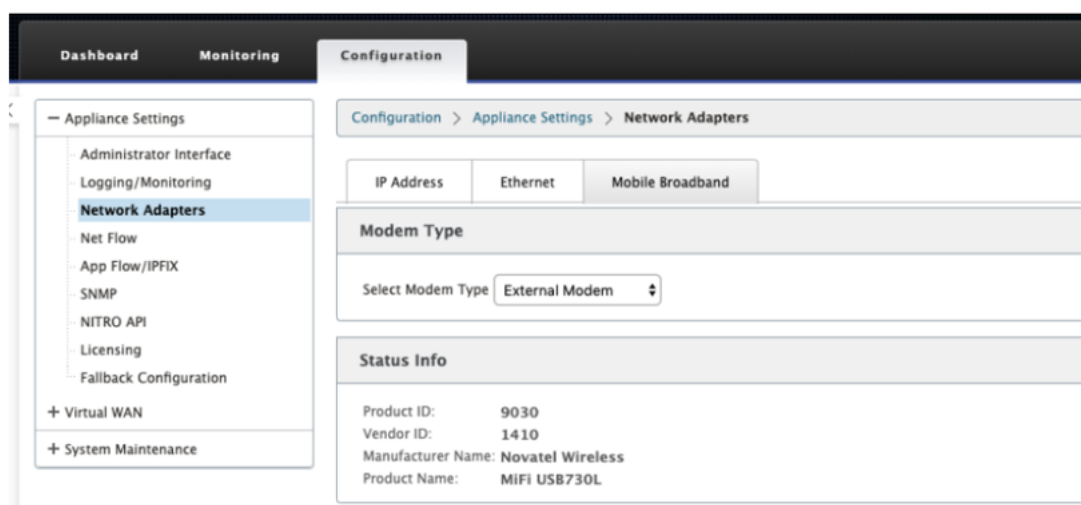 Dashboard Monitoring Configuration
Appliance Settings
Administrator Interface
Logging/Monitoring
Network Adapters
Net Flow
App Flow/IPFIX
SNMP
NITRO API
Licensing
Fallback Configuration
Virtual WAN
System Maintenance
Configuration > Appliance Settings > Network Adapters
IP Address Ethernet Mobile Broadband
Modem Type
Select Modem Type External Modem
Status Info
Product ID: 9030
Vendor ID: 1410
Manufacturer Name: Novatel Wireless
Product Name: MiFi USB730L